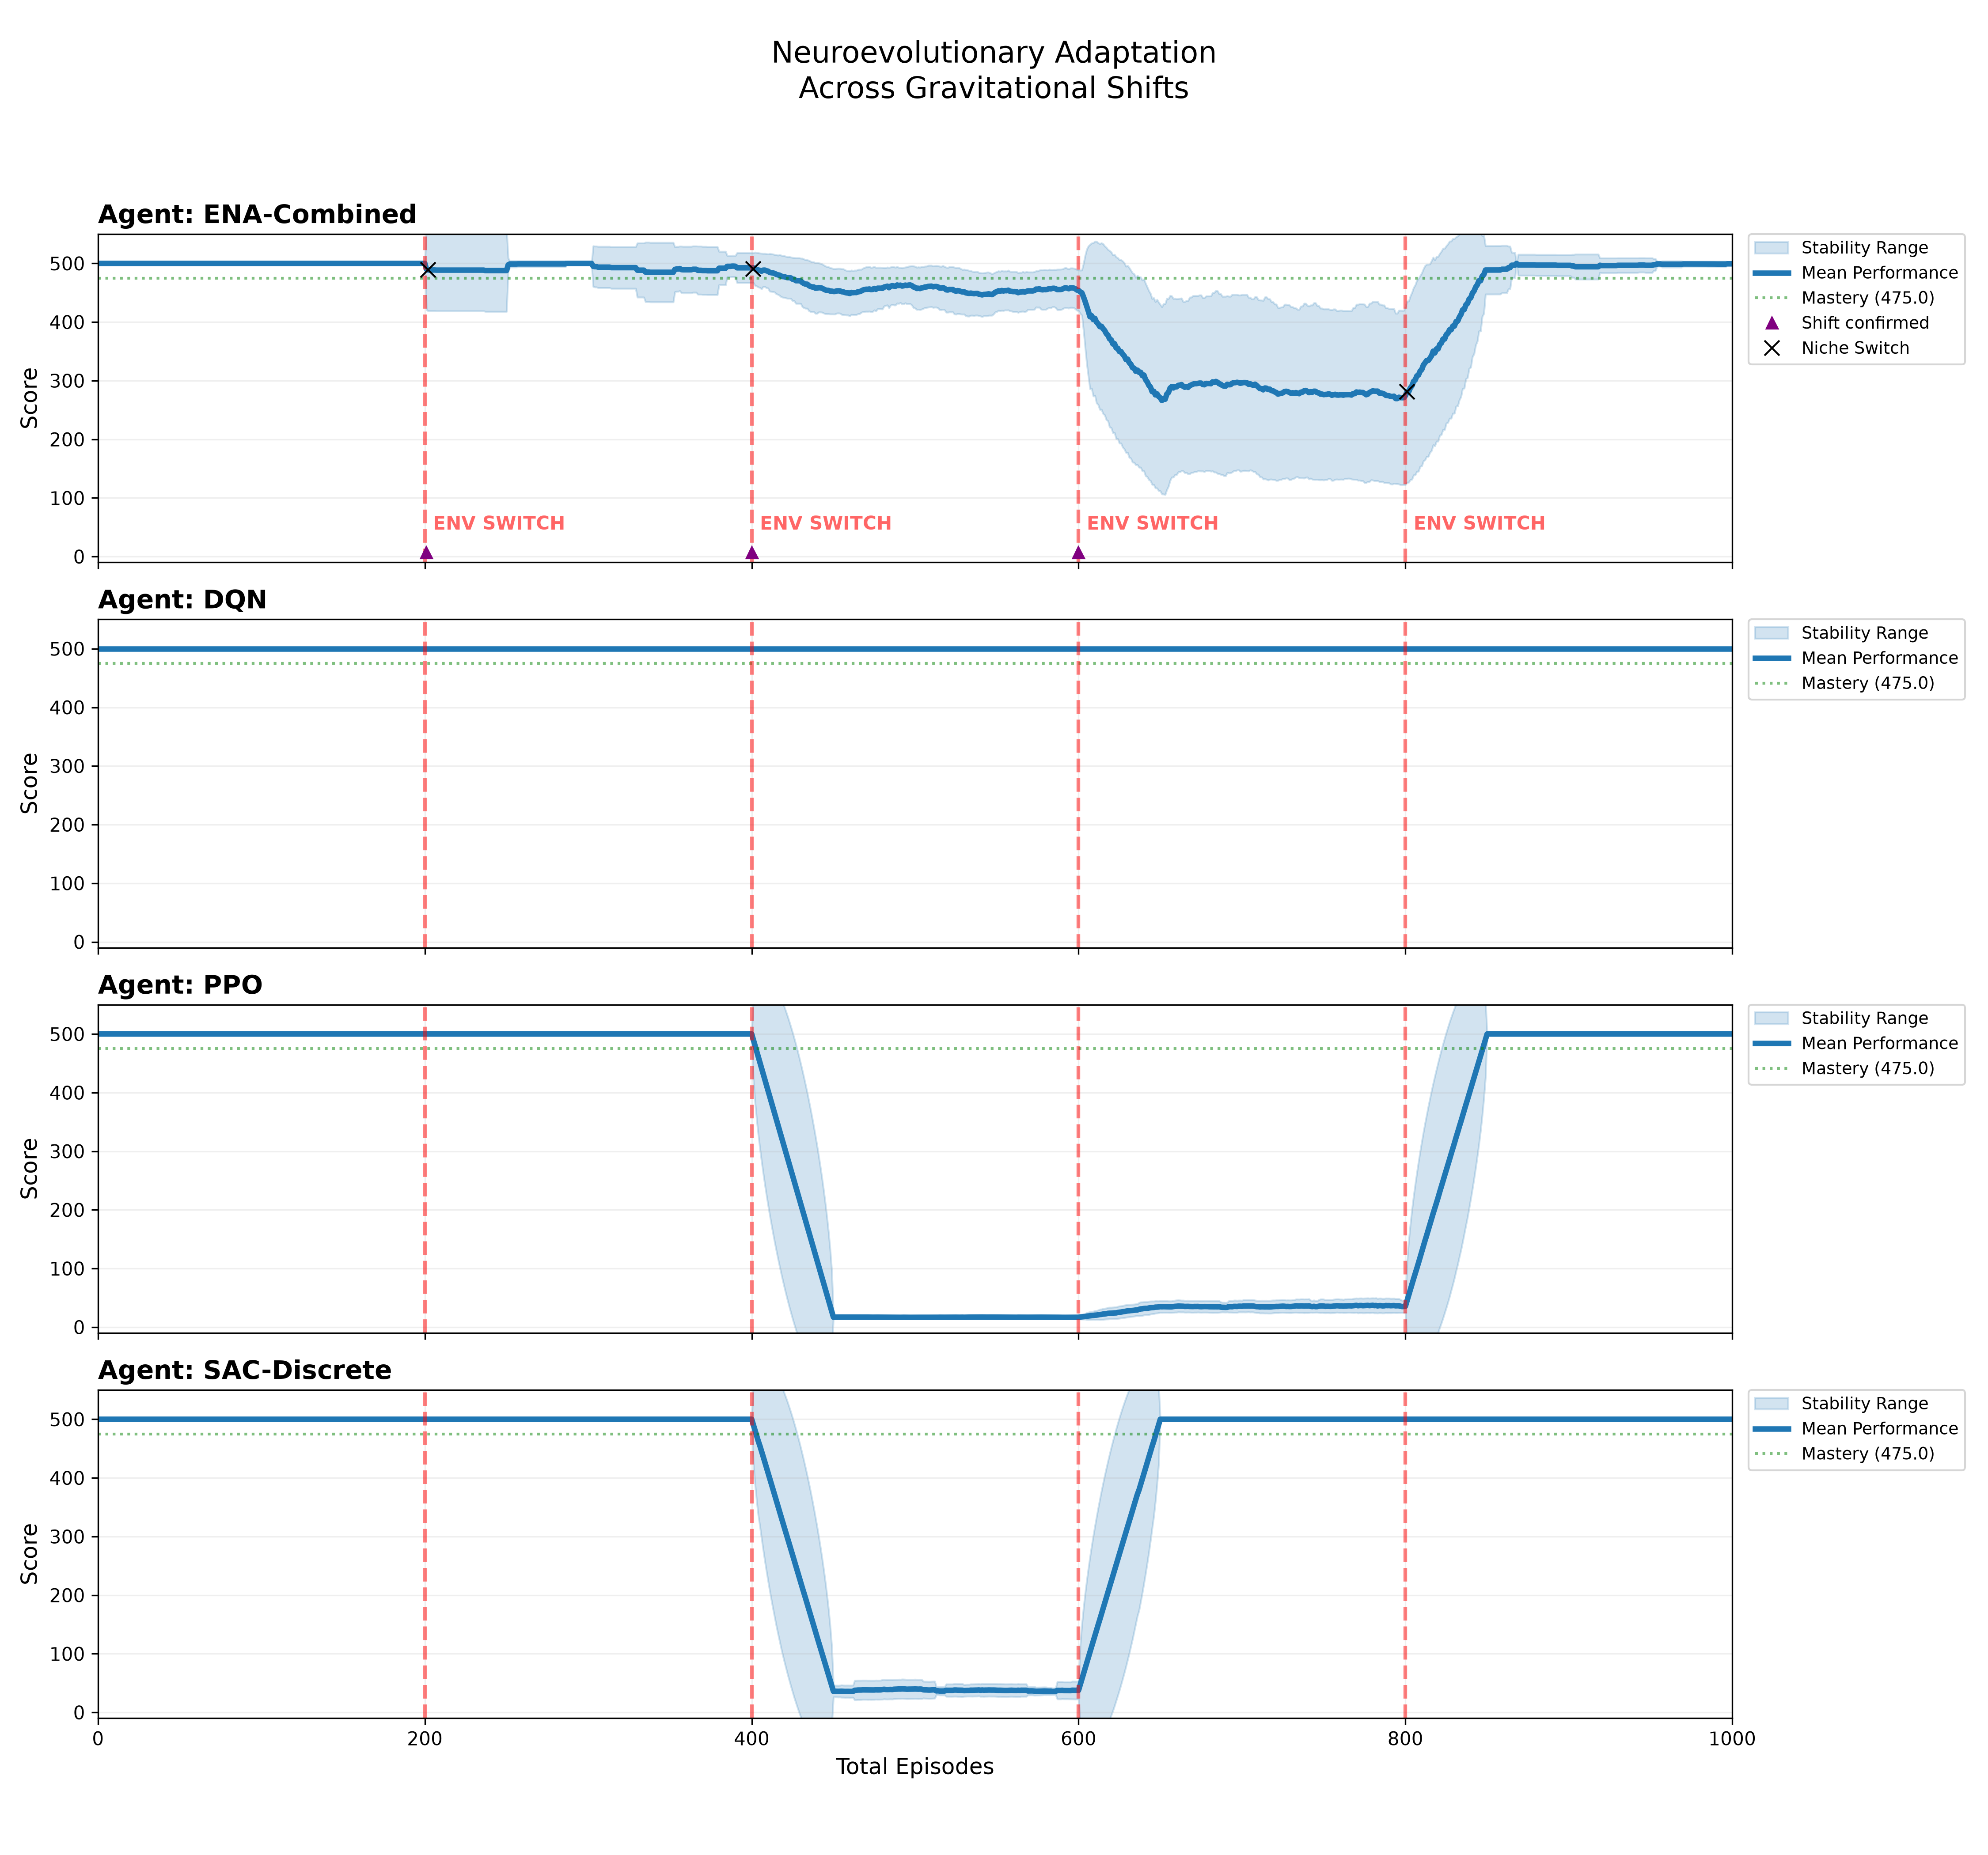 Neuroevolutionary Adaptation
Across Gravitational Shifts
Agent: ENA-Combined
Score
500
400
300
200
100
0
ENV SWITCH
ENV SWITCH
ENV SWITCH
ENV SWITCH
Stability Range
Mean Performance
Mastery (475.0)
Shift confirmed
Niche Switch
Agent: DQN
Score
500
400
300
200
100
0
Stability Range
Mean Performance
Mastery (475.0)
Agent: PPO
Score
500
400
300
200
100
0
Stability Range
Mean Performance
Mastery (475.0)
Agent: SAC-Discrete
Score
500
400
300
200
100
0
Stability Range
Mean Performance
Mastery (475.0)
0
200
400
600
800
1000
Total Episodes